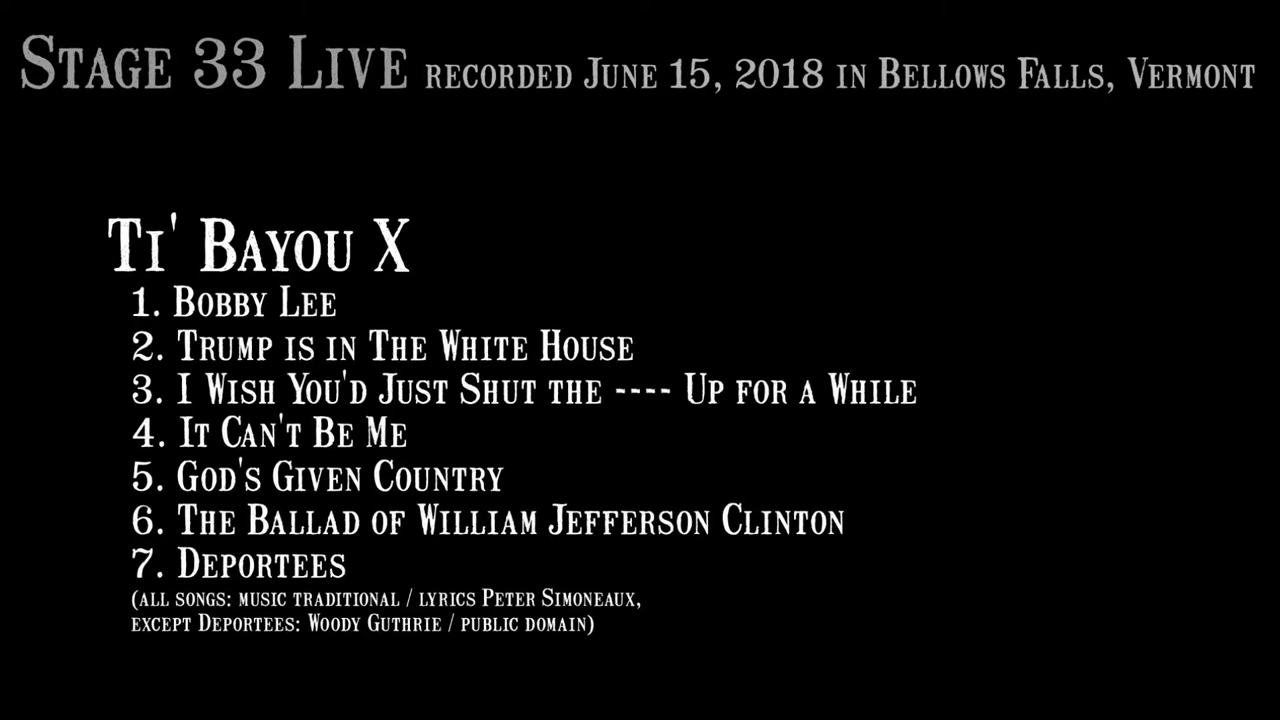 Stage 33 Live recorded June 15, 2018 in Bellows Falls, Vermont
Ti' Bayou X
1. Bobby Lee
2. Trump is in The White House
3. I Wish You'd Just Shut the ---- Up for a While
4. It Can't Be Me
5. God's Given Country
6. The Ballad of William Jefferson Clinton
7. Deportees
(all songs: music traditional / lyrics Peter Simoneaux,
except Deportees: Woody Guthrie / public domain)